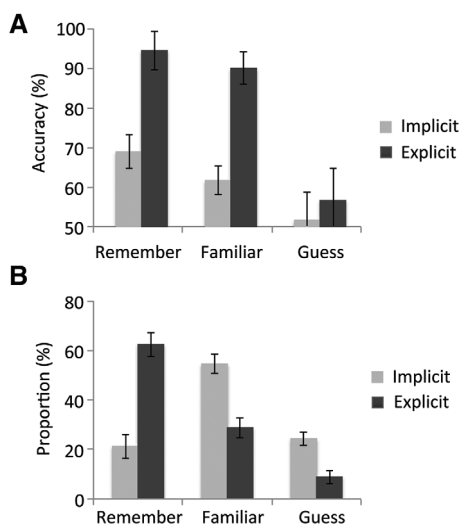 A
Accuracy (%)
100
90
80
70
60
50
Remember Familiar Guess
Implicit
Explicit
B
Proportion (%)
80
60
40
20
0
Remember Familiar Guess
Implicit
Explicit